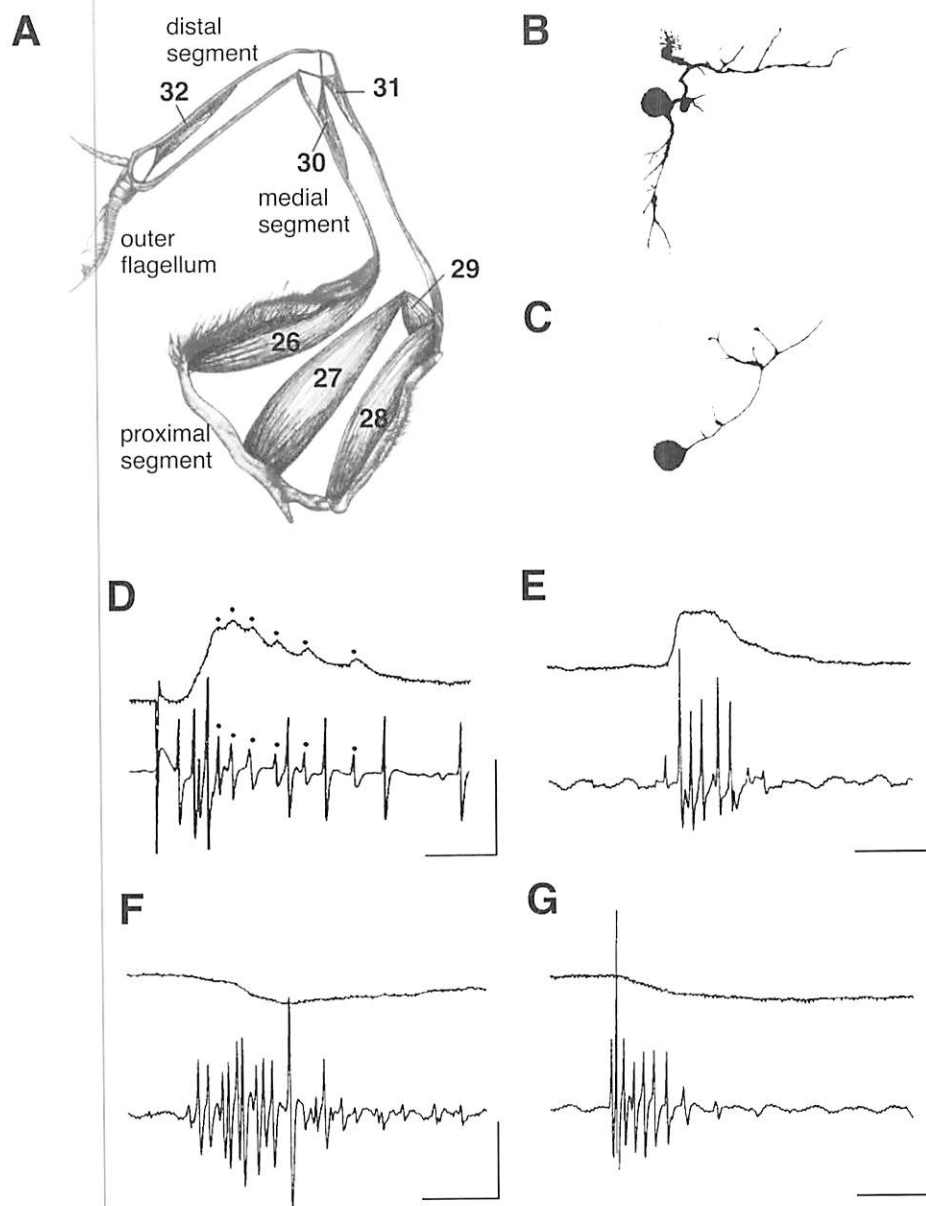 A
distal
segment
32
31
30
medial
segment
outer
flagellum
29
26
27
28
proximal
segment
B
C
D
E
F
G